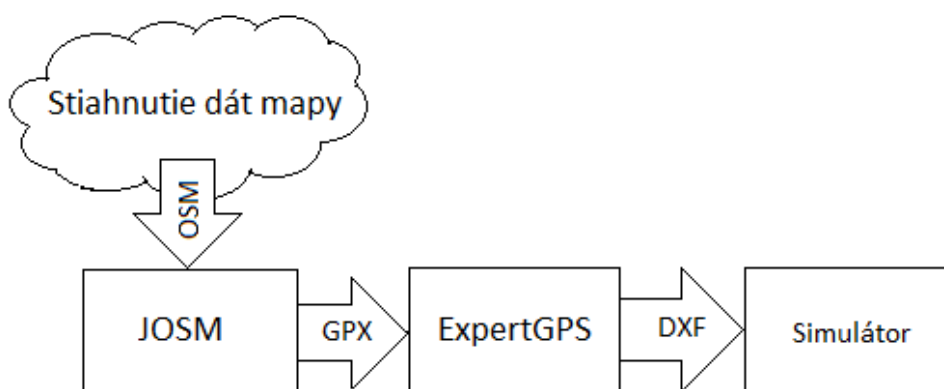 Stiahnutie dát mapy
OSM
JOSM
GPX
ExpertGPS
DXF
Simulátor